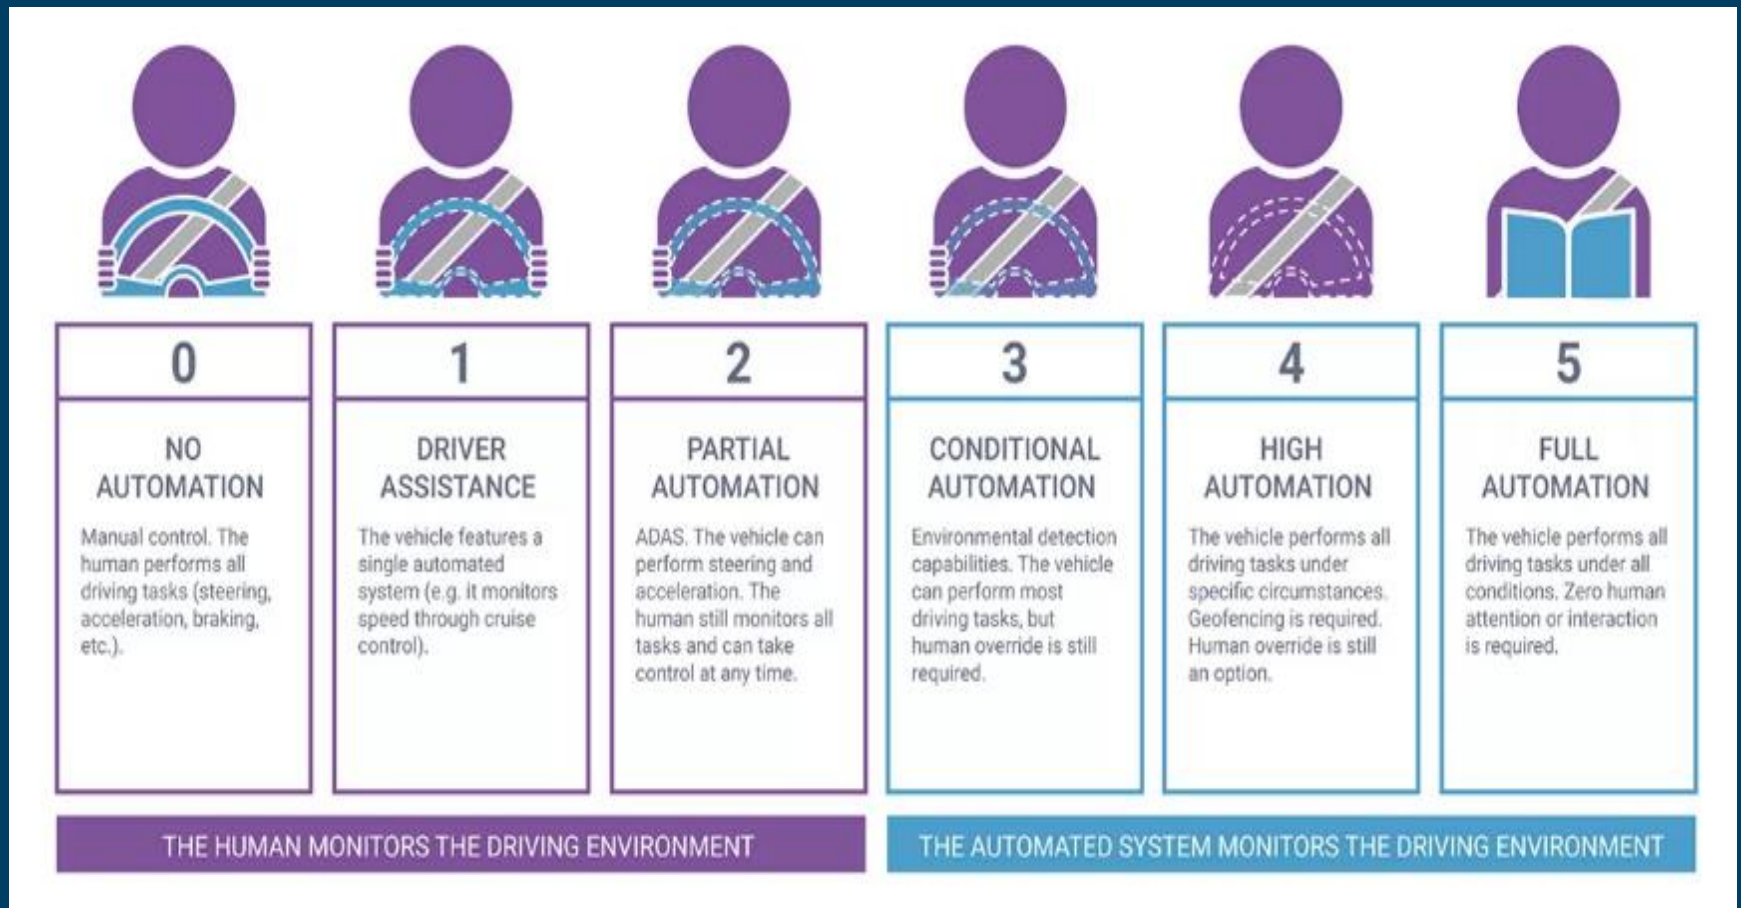 0
NO
AUTOMATION
Manual control. The
human performs all
driving tasks (steering,
acceleration, braking,
etc.).
1
DRIVER
ASSISTANCE
The vehicle features a
single automated
system (e.g. it monitors
speed through cruise
control).
2
PARTIAL
AUTOMATION
ADAS. The vehicle can
perform steering and
acceleration. The
human still monitors all
tasks and can take
control at any time.
3
CONDITIONAL
AUTOMATION
Environmental detection
capabilities. The vehicle
can perform most
driving tasks, but
human override is still
required.
4
HIGH
AUTOMATION
The vehicle performs all
driving tasks under
specific circumstances.
Geofencing is required.
Human override is still
an option.
5
FULL
AUTOMATION
The vehicle performs all
driving tasks under all
conditions. Zero human
attention or interaction
is required.
THE HUMAN MONITORS THE DRIVING ENVIRONMENT
THE AUTOMATED SYSTEM MONITORS THE DRIVING ENVIRONMENT